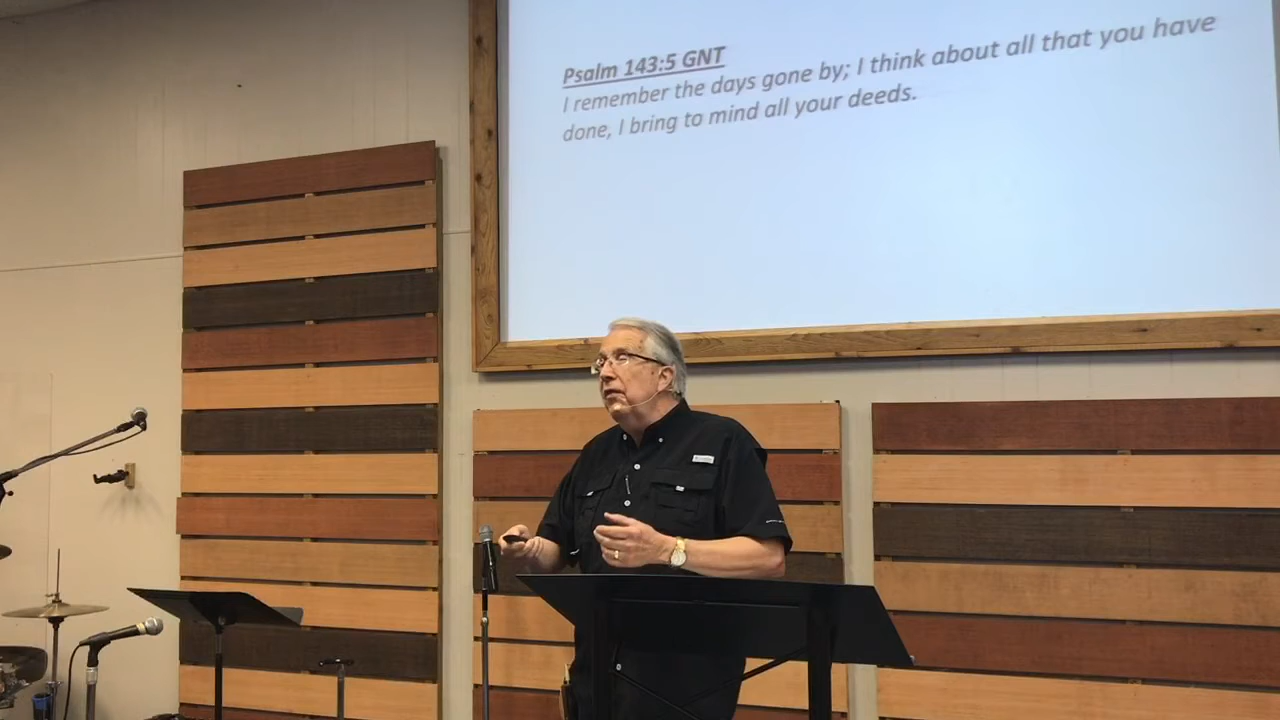 Psalm 143:5 GNT
I remember the days gone by; I think about all that you have
done, I bring to mind all your deeds.